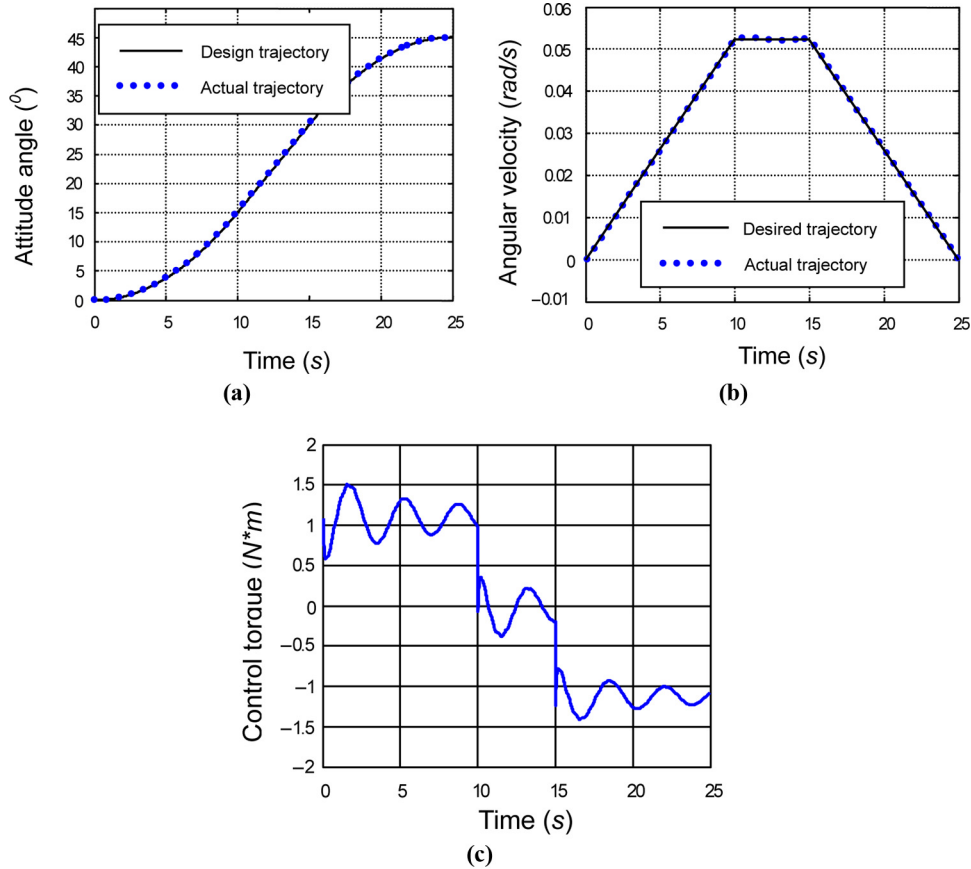 45
40
35
30
25
20
15
10
5
0
Design trajectory
Actual trajectory
Attitude angle (⁰)
0 5 10 15 20 25
Time (s)
(a)
0.06
0.05
0.04
0.03
0.02
0.01
0
−0.01
Angular velocity (rad/s)
Desired trajectory
Actual trajectory
0 5 10 15 20 25
Time (s)
(b)
2
1.5
1
0.5
0
−0.5
−1
−1.5
−2
Control torque (N*m)
0 5 10 15 20 25
Time (s)
(c)